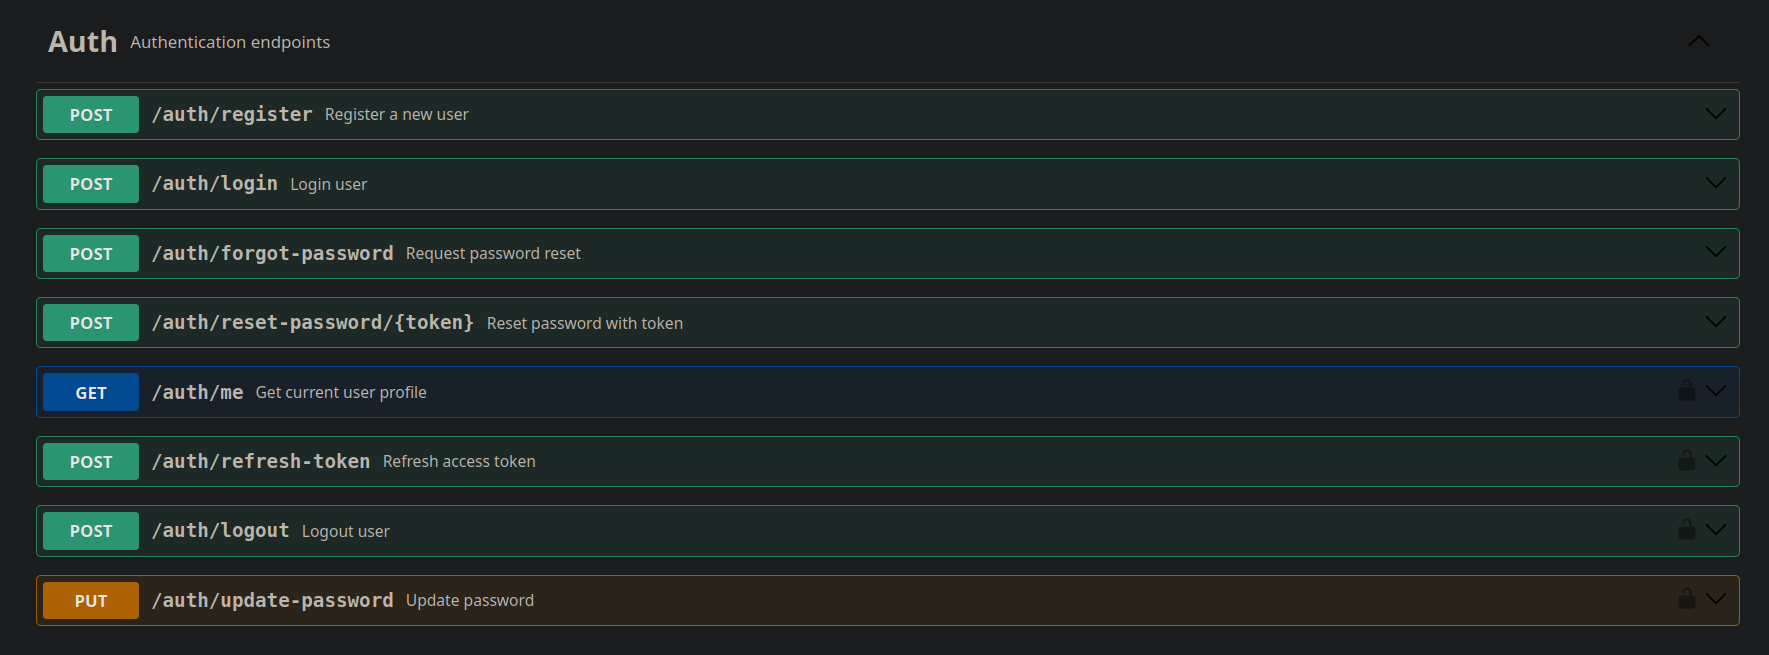 Auth Authentication endpoints
POST /auth/register Register a new user
POST /auth/login Login user
POST /auth/forgot-password Request password reset
POST /auth/reset-password/{token} Reset password with token
GET /auth/me Get current user profile
POST /auth/refresh-token Refresh access token
POST /auth/logout Logout user
PUT /auth/update-password Update password